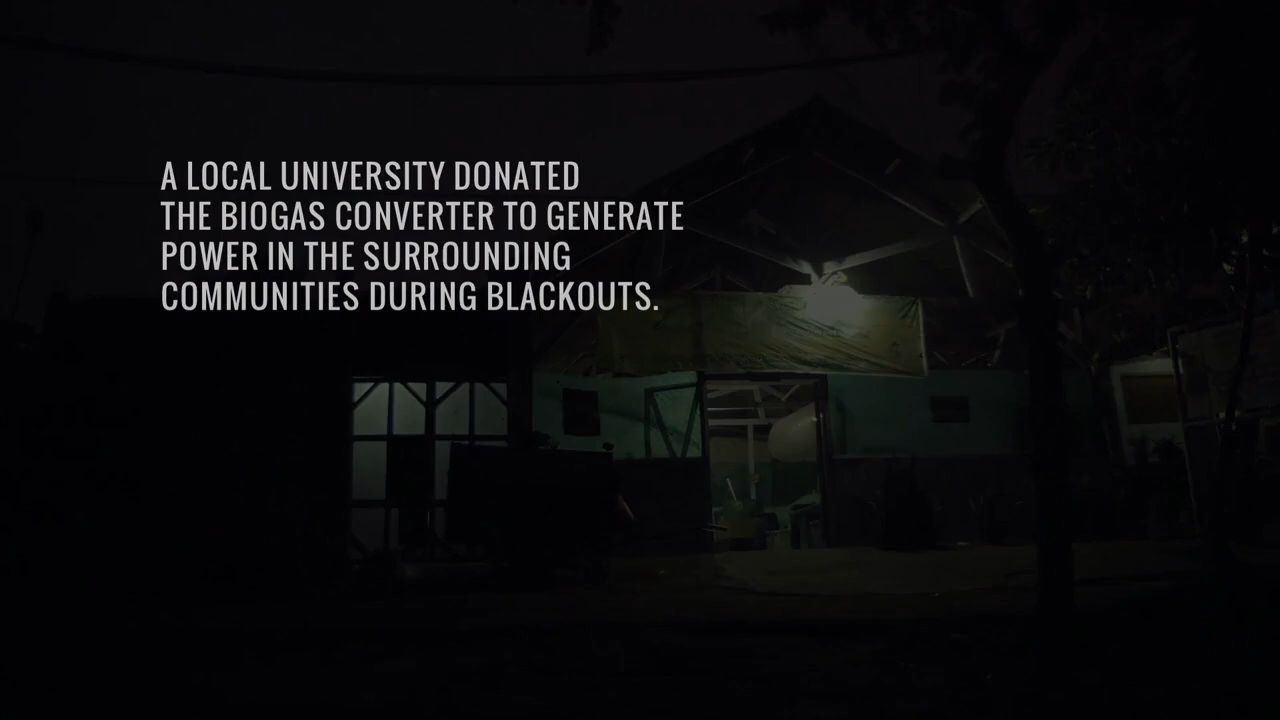 A LOCAL UNIVERSITY DONATED
THE BIOGAS CONVERTER TO GENERATE
POWER IN THE SURROUNDING
COMMUNITIES DURING BLACKOUTS.